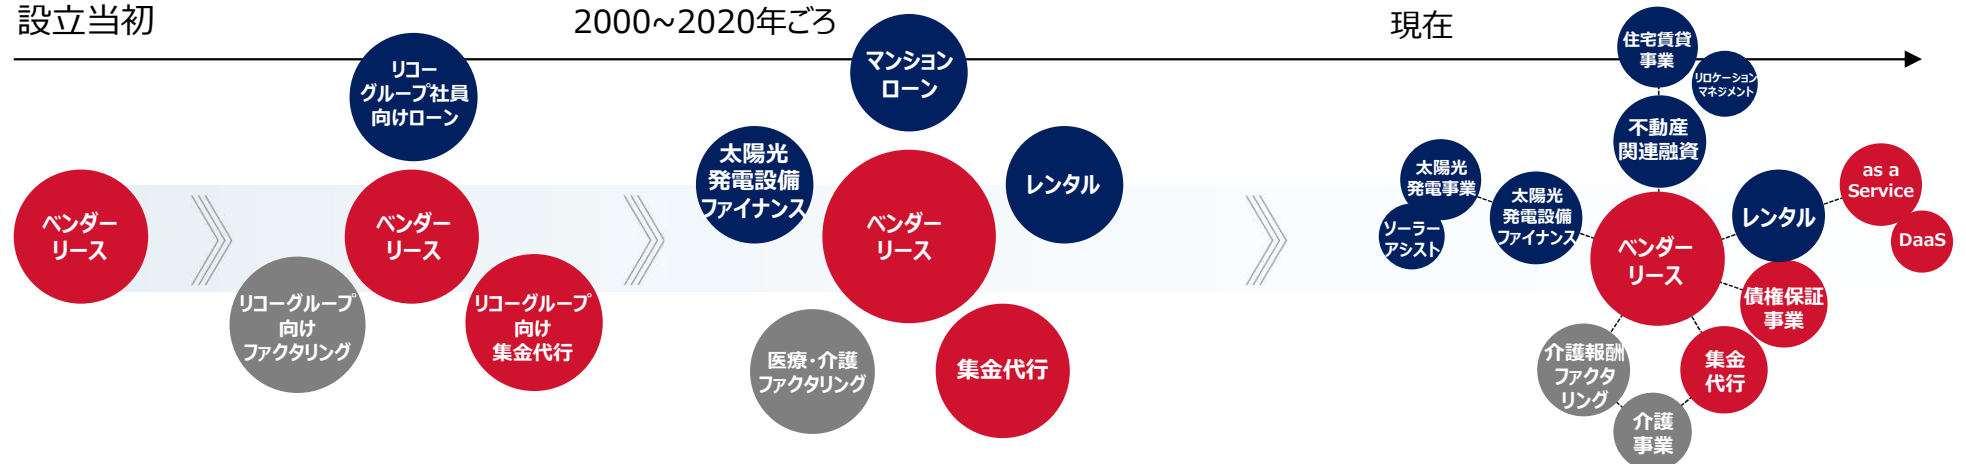 設立当初
2000~2020年ごろ
現在
ベンダー
リース
リコー
グループ社員
向けローン
ベンダー
リース
リコーグループ
向け
ファクタリング
リコーグループ
向け
集金代行
マンション
ローン
太陽光
発電設備
ファイナンス
レンタル
ベンダー
リース
医療・介護
ファクタリング
集金代行
住宅賃貸
事業
リロケーション
マネジメント
不動産
関連融資
太陽光
発電事業
ソーラー
アシスト
太陽光
発電設備
ファイナンス
ベンダー
リース
レンタル
as a
Service
DaaS
債権保証
事業
集金
代行
介護報酬
ファクタ
リング
介護
事業